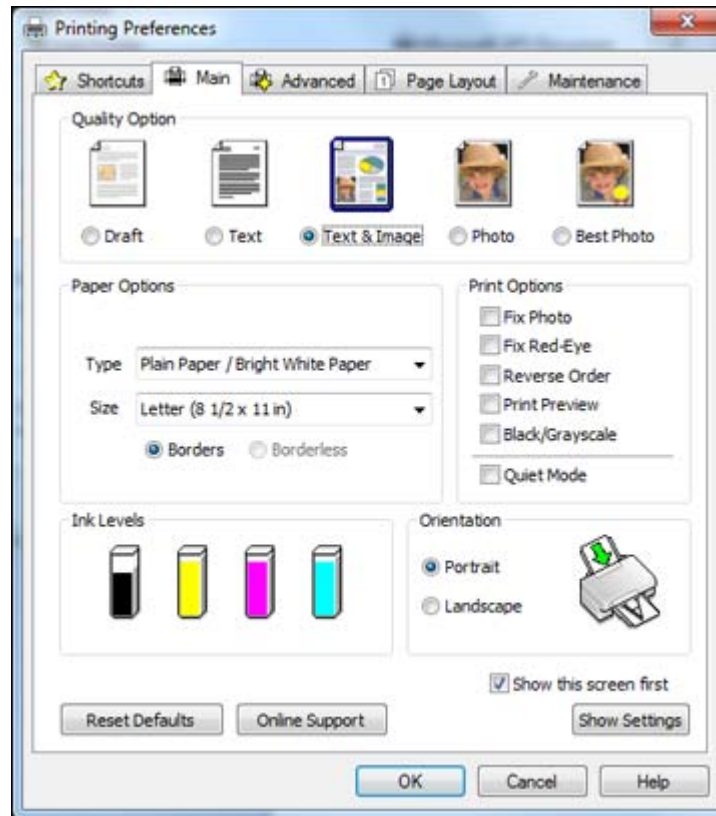 Printing Preferences
Shortcuts Main Advanced Page Layout Maintenance
Quality Option
Draft Text Text & Image Photo Best Photo
Paper Options
Type Plain Paper / Bright White Paper
Size Letter (8 1/2 x 11 in)
Borders Borderless
Print Options
Fix Photo
Fix Red-Eye
Reverse Order
Print Preview
Black/Grayscale
Quiet Mode
Ink Levels
Orientation
Portrait
Landscape
Show this screen first
Reset Defaults Online Support Show Settings
OK Cancel Help